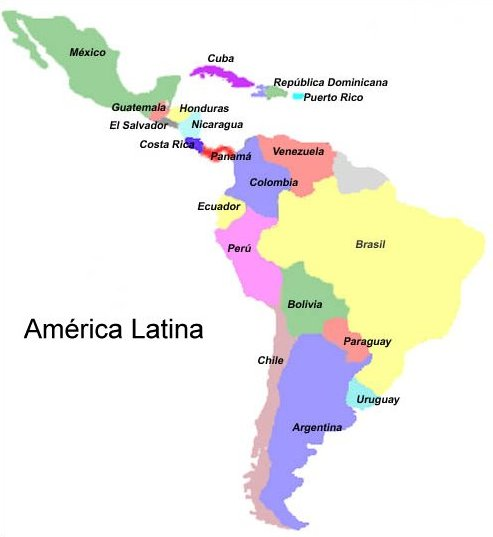 México
Cuba
República Dominicana
Puerto Rico
Guatemala
Honduras
El Salvador
Nicaragua
Costa Rica
Panamá
Venezuela
Colombia
Ecuador
Brasil
Perú
Bolivia
América Latina
Paraguay
Chile
Uruguay
Argentina